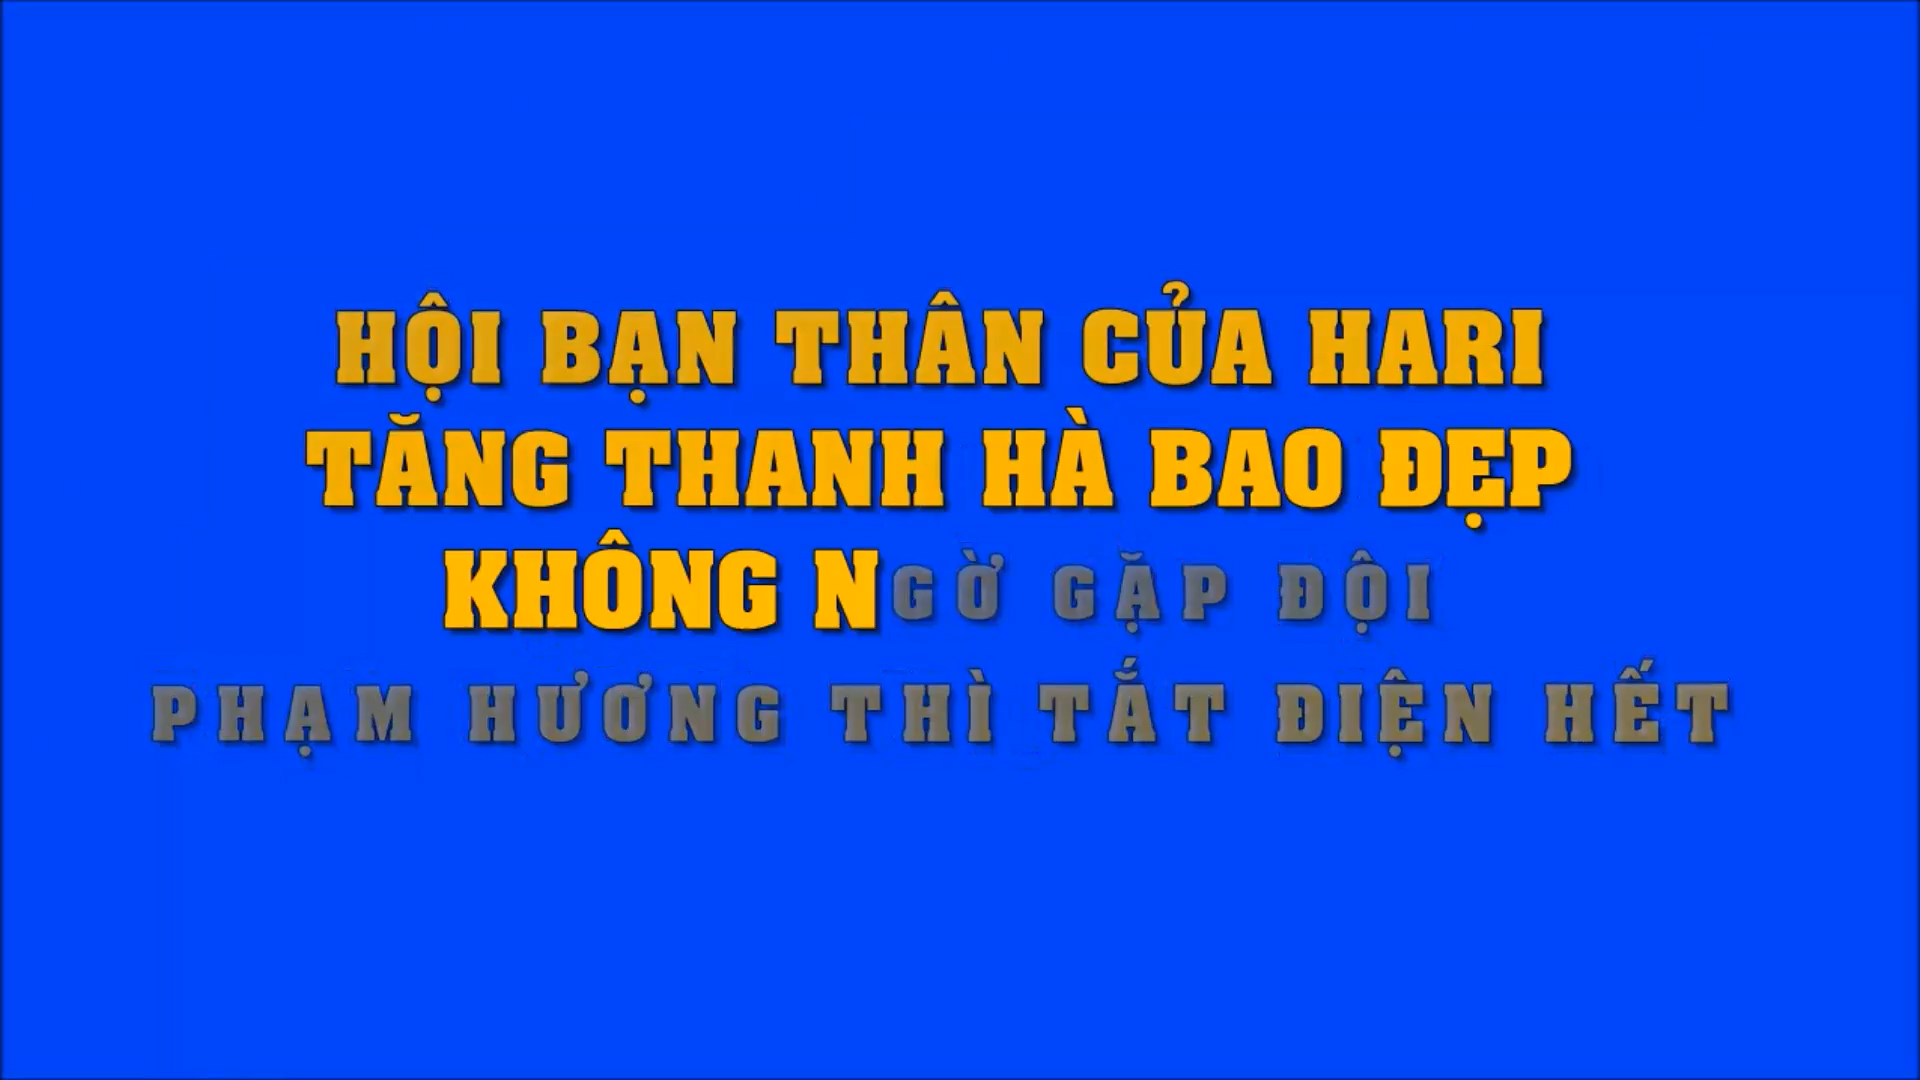 HỘI BẠN THÂN CỦA HARI
TĂNG THANH HÀ BAO ĐẸP
KHÔNG NGỜ GẶP ĐỘI
PHẠM HƯƠNG THÌ TẮT ĐIỆN HẾT